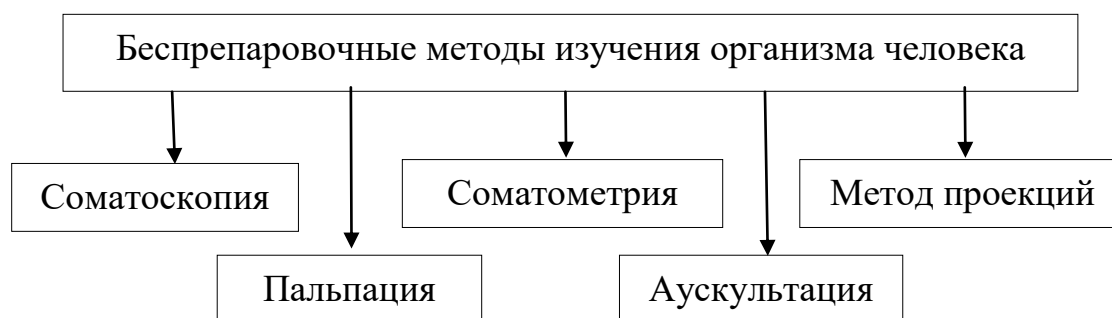 Беспрепаровочные методы изучения организма человека
Соматоскопия
Соматометрия
Метод проекций
Пальпация
Аускультация